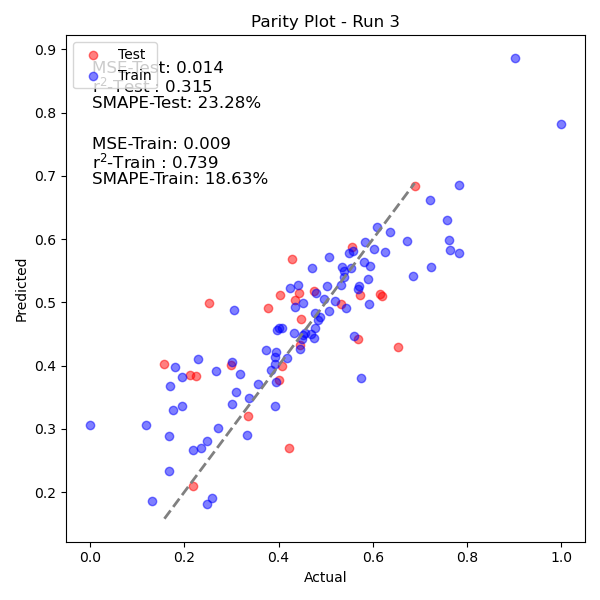 Parity Plot - Run 3
Test
Train
MSE-Test: 0.014
r²-Test : 0.315
SMAPE-Test: 23.28%
MSE-Train: 0.009
r²-Train : 0.739
SMAPE-Train: 18.63%
0.9
0.8
0.7
0.6
0.5
0.4
0.3
0.2
Predicted
0.0 0.2 0.4 0.6 0.8 1.0
Actual